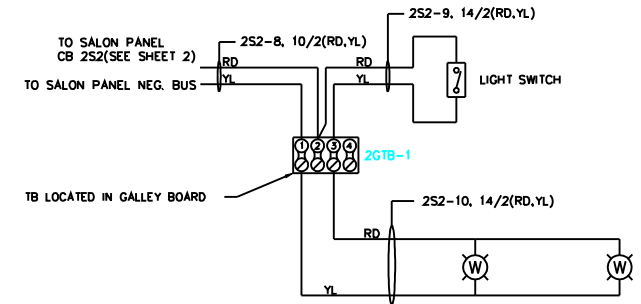 2S2-9, 14/2(RD,YL)
TO SALON PANEL
CB 2S2(SEE SHEET 2)
2S2-8, 10/2(RD,YL)
RD
RD
TO SALON PANEL NEG. BUS
YL
YL
LIGHT SWITCH
1 2 3 4
2GTB-1
TB LOCATED IN GALLEY BOARD
2S2-10, 14/2(RD,YL)
RD
W
W
YL